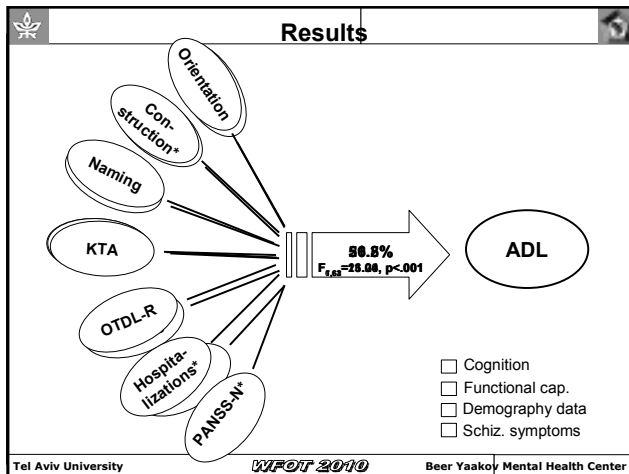 Results
Orientation
Con-
struction*
Naming
KTA
OTDL-R
Hospita-
lizations*
PANSS-N*
p<.001
ADL
Cognition
Functional cap.
Demography data
Schiz. symptoms
Tel Aviv University
WFOT 2010
Beer Yaakov Mental Health Center